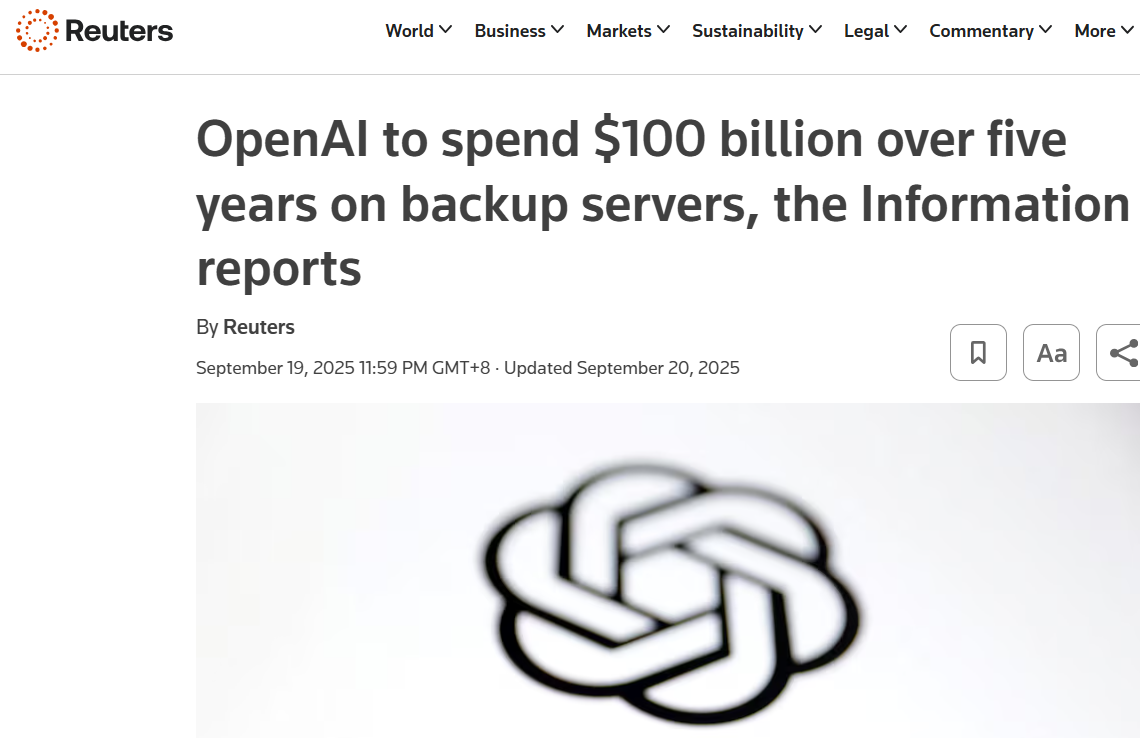 Reuters
World Business Markets Sustainability Legal Commentary More
OpenAI to spend $100 billion over five
years on backup servers, the Information
reports
By Reuters
September 19, 2025 11:59 PM GMT+8 · Updated September 20, 2025
Aa